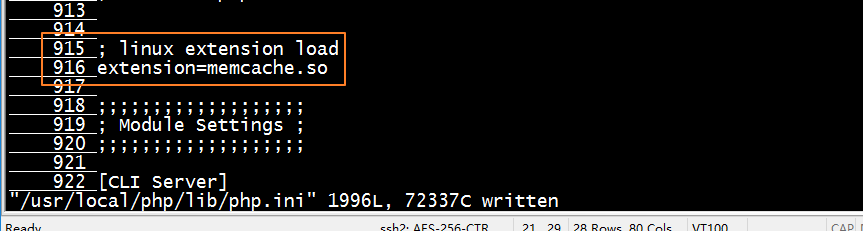 913
914
915 ; linux extension load
916 extension=memcache.so
917
918 ;;;;;;;;;;;;;;;;;;;
919 ; Module Settings ;
920 ;;;;;;;;;;;;;;;;;;;
921
922 [CLI Server]
"/usr/local/php/lib/php.ini" 1996L, 72337C written
Ready ssh2: AES-256-CTR 21, 29 28 Rows, 80 Cols VT100 CAP